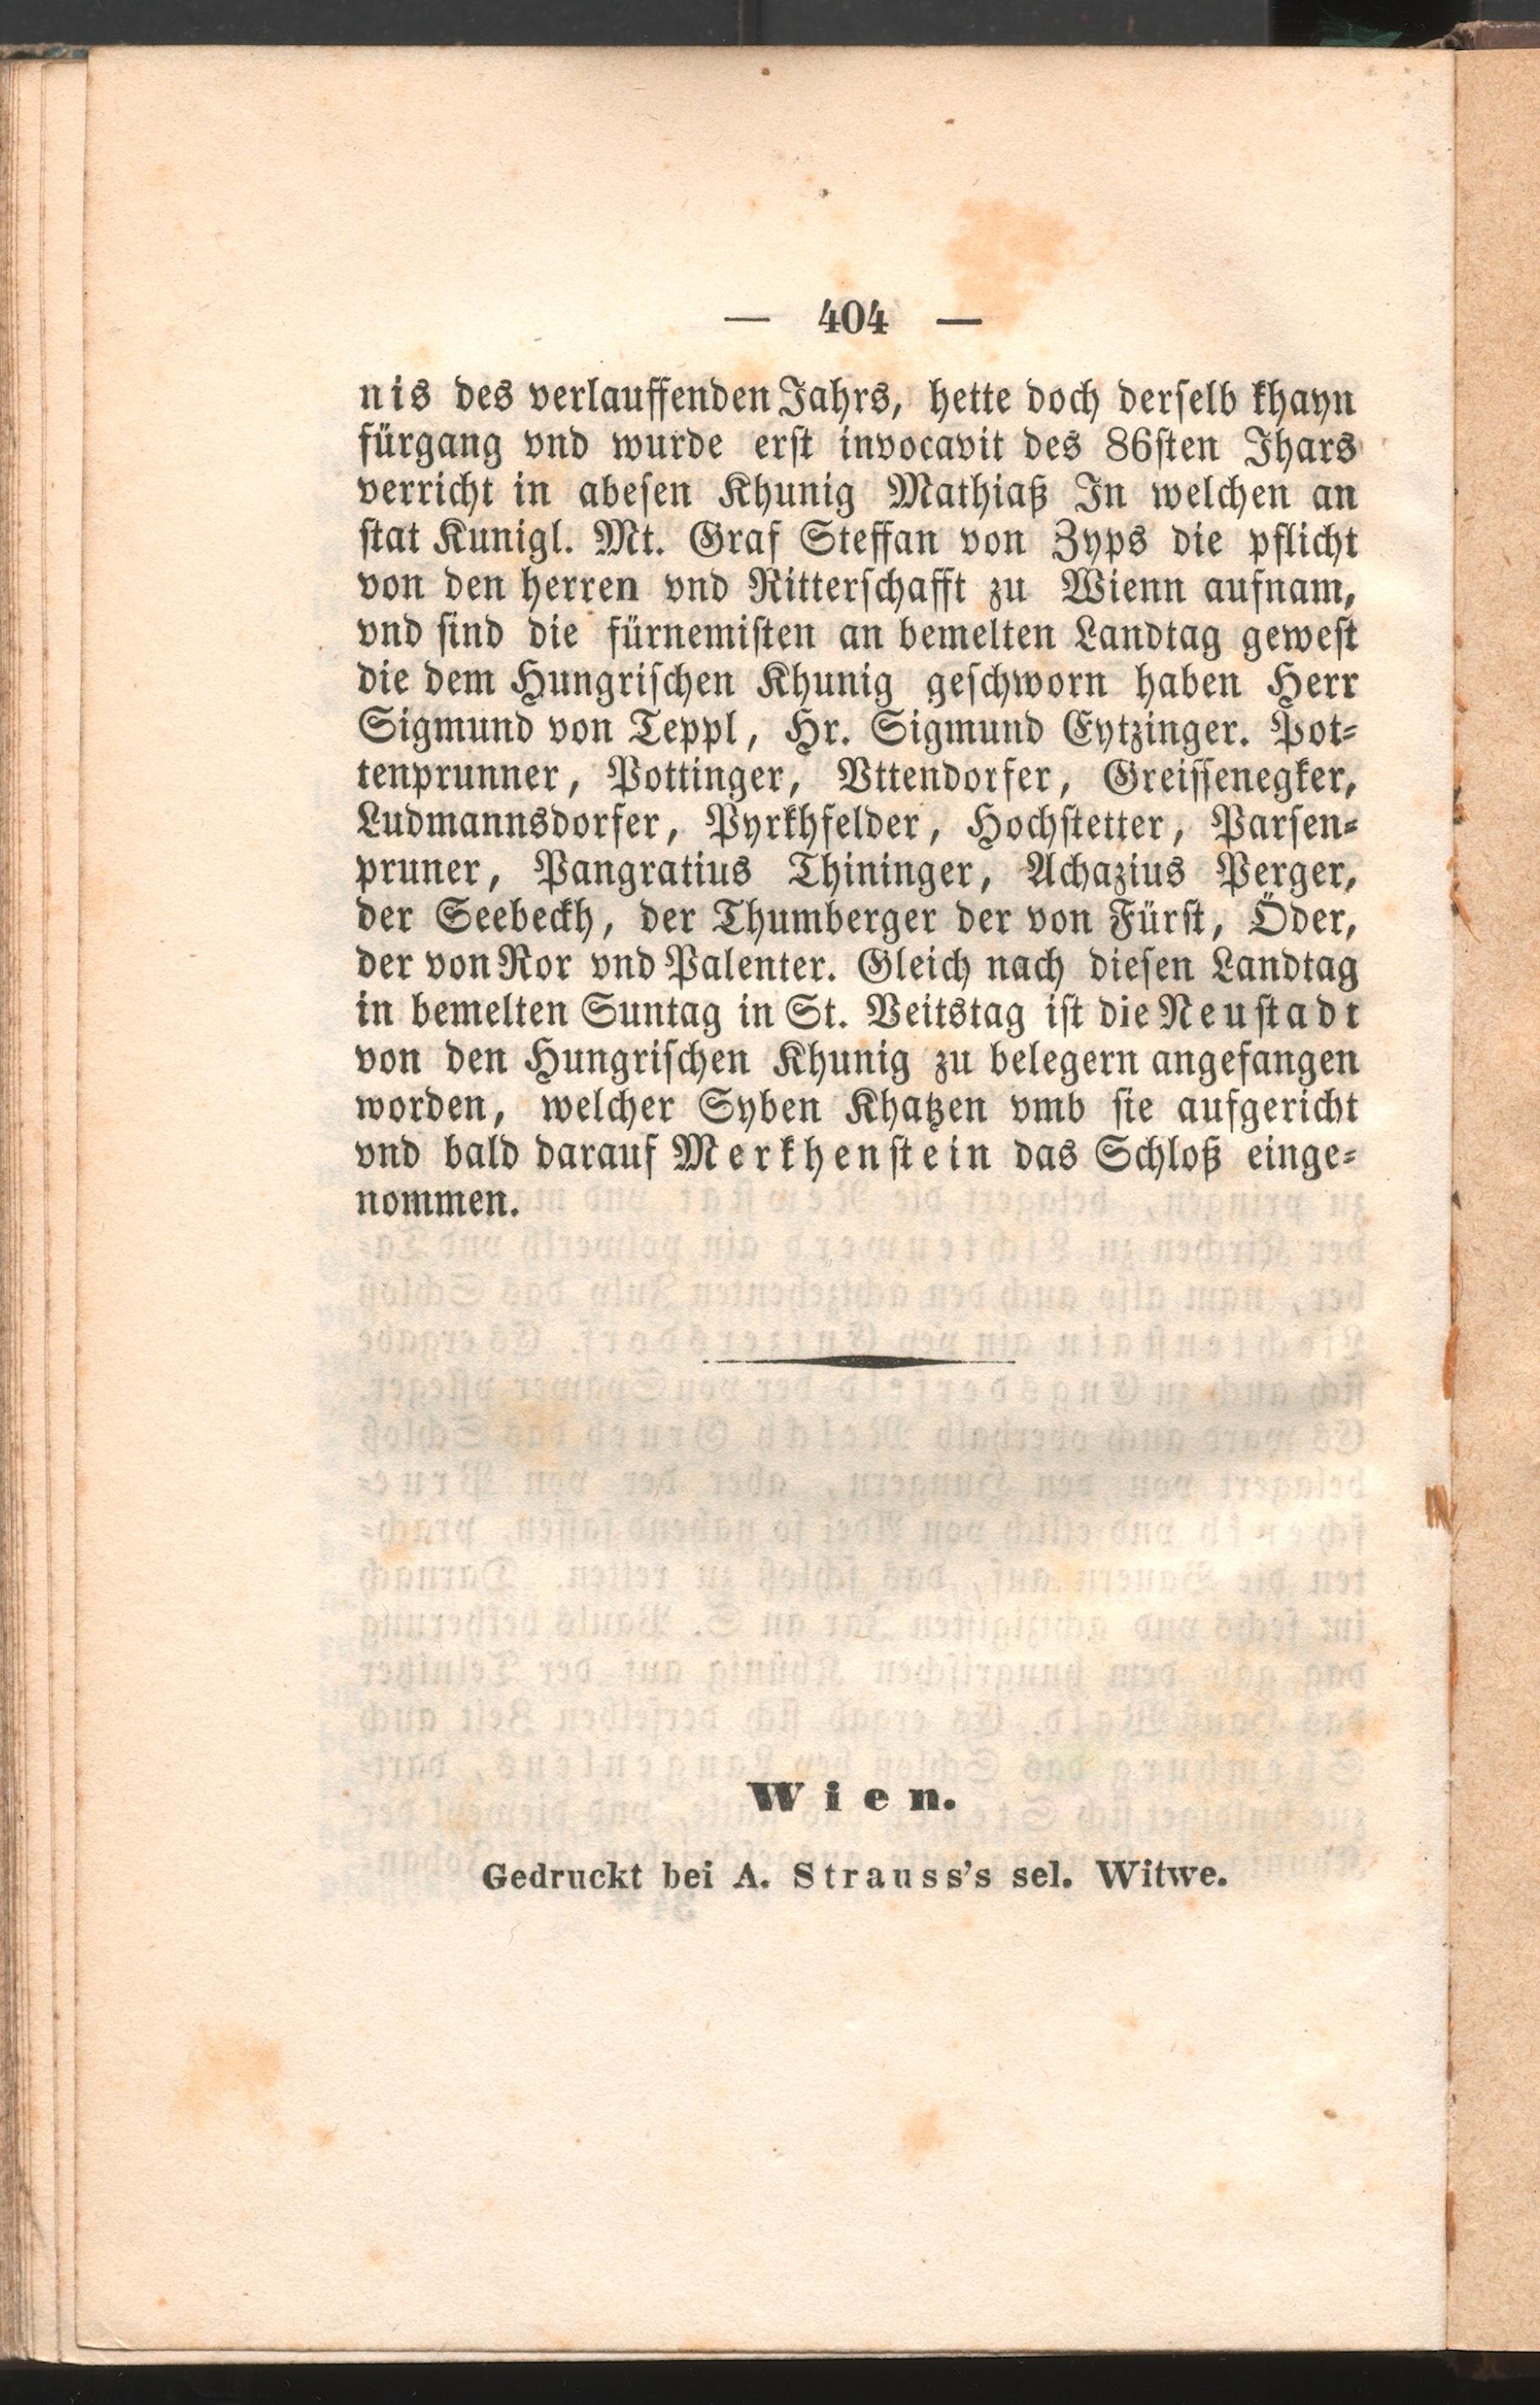 — 404 —
nis des verlauffenden Jahrs, hette doch derselb khayn
fürgang vnd wurde erst invocavit des 86sten Jhars
verricht in abesen Khunig Mathiaß In welchen an
stat Kunigl. Mt. Graf Steffan von Zyps die pflicht
von den herren vnd Ritterschafft zu Wienn aufnam,
vnd sind die fürnemisten an bemelten Landtag gewest
die dem Hungrischen Khunig geschworn haben Herr
Sigmund von Teppl, Hr. Sigmund Eytzinger. Pot-
tenprunner, Pottinger, Vttendorfer, Greissenegker,
Ludmannsdorfer, Pyrkhfelder, Hochstetter, Parsen-
pruner, Pangratius Thininger, Achazius Perger,
der Seebeckh, der Thumberger der von Fürst, Öder,
der von Ror vnd Palenter. Gleich nach diesen Landtag
in bemelten Suntag in St. Veitstag ist die Neustadt
von den Hungrischen Khunig zu belegern angefangen
worden, welcher Syben Khatzen vmb sie aufgericht
vnd bald darauf Merkhenstein das Schloß einge-
nommen.
Wien.
Gedruckt bei A. Strauss's sel. Witwe.